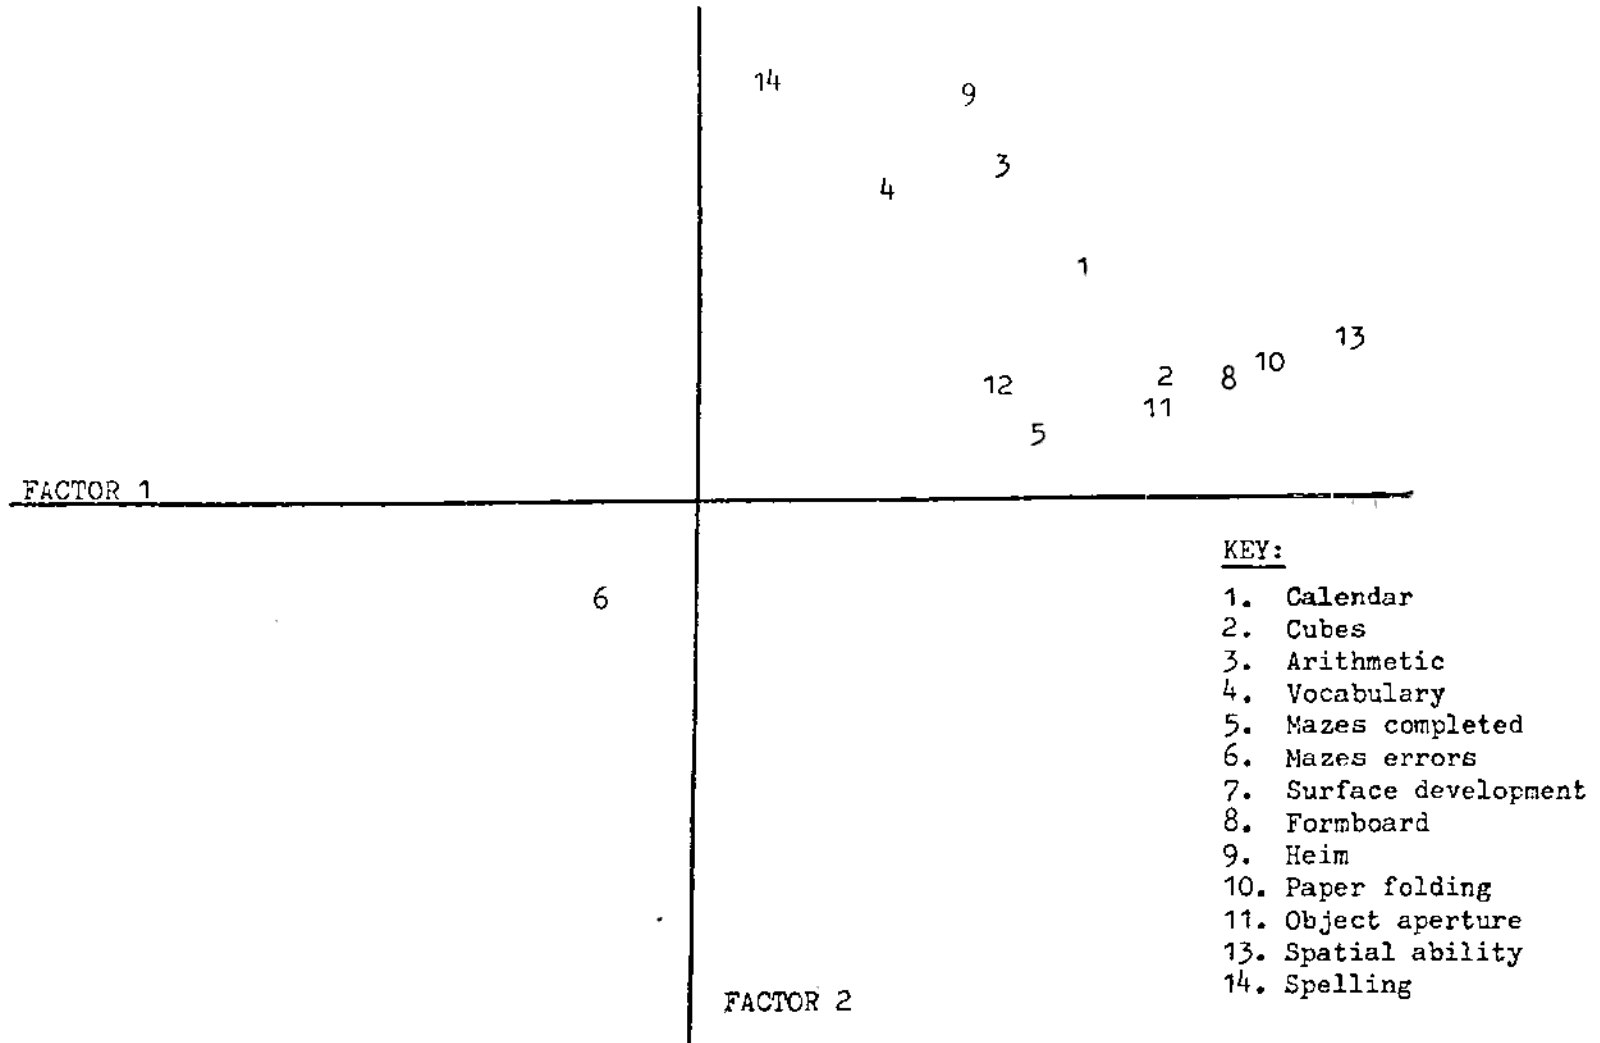 14
9
3
4
1
13
10
2
8
12
11
5
FACTOR 1
6
KEY:
1. Calendar
2. Cubes
3. Arithmetic
4. Vocabulary
5. Mazes completed
6. Mazes errors
7. Surface development
8. Formboard
9. Heim
10. Paper folding
11. Object aperture
13. Spatial ability
14. Spelling
FACTOR 2